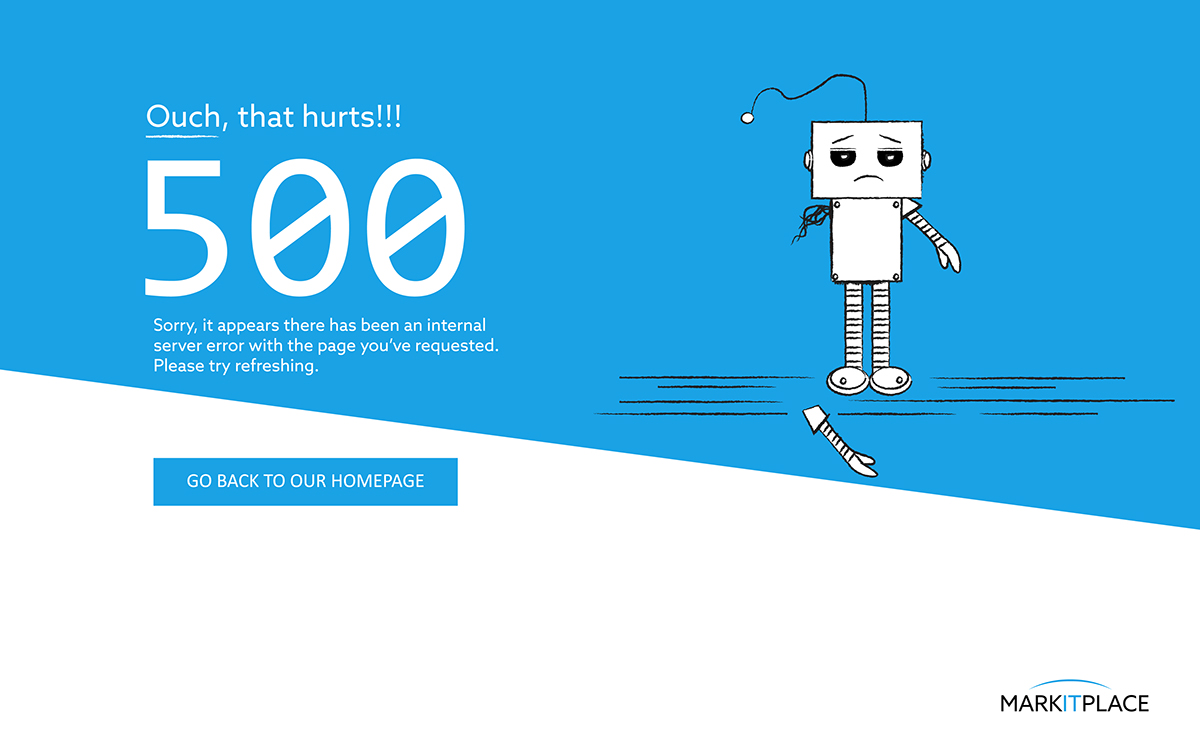 Ouch, that hurts!!!
500
Sorry, it appears there has been an internal
server error with the page you've requested.
Please try refreshing.
GO BACK TO OUR HOMEPAGE
MARKITPLACE